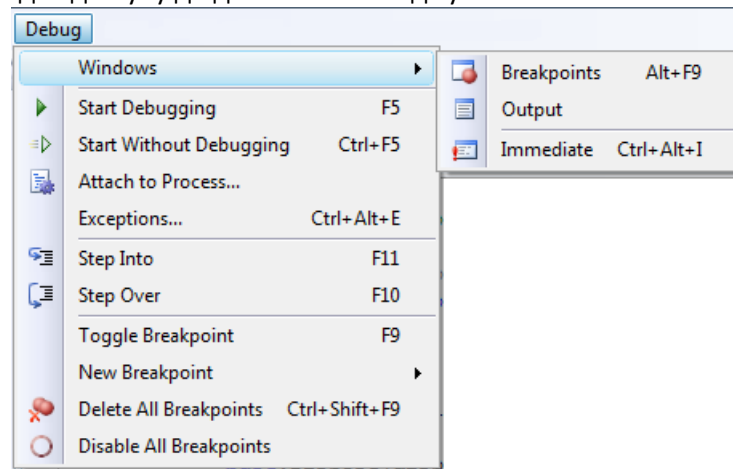 Debug
Windows
Start Debugging F5
Start Without Debugging Ctrl+F5
Attach to Process...
Exceptions... Ctrl+Alt+E
Step Into F11
Step Over F10
Toggle Breakpoint F9
New Breakpoint
Delete All Breakpoints Ctrl+Shift+F9
Disable All Breakpoints
Breakpoints Alt+F9
Output
Immediate Ctrl+Alt+I